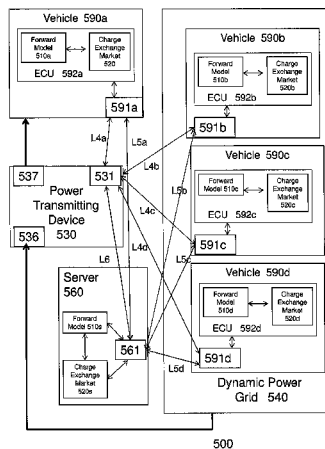 Vehicle 590a
Forward
Model
510a
Charge
Exchange
Market
520
ECU 592a
591a
L4a
L5a
537
531
Power
Transmitting
Device
530
536
L4b
L4c
L4d
L5b
L5c
L6
Server
560
Forward
Model 510s
561
Charge
Exchange
Market
520s
L5d
Vehicle 590b
Forward
Model
510b
Charge
Exchange
Market
520b
ECU 592b
591b
Vehicle 590c
Forward
Model 510c
Charge
Exchange
Market
520c
ECU 592c
591c
Vehicle 590d
Forward
Model
510d
Charge
Exchange
Market
520d
ECU 592d
591d
Dynamic Power
Grid 540
500